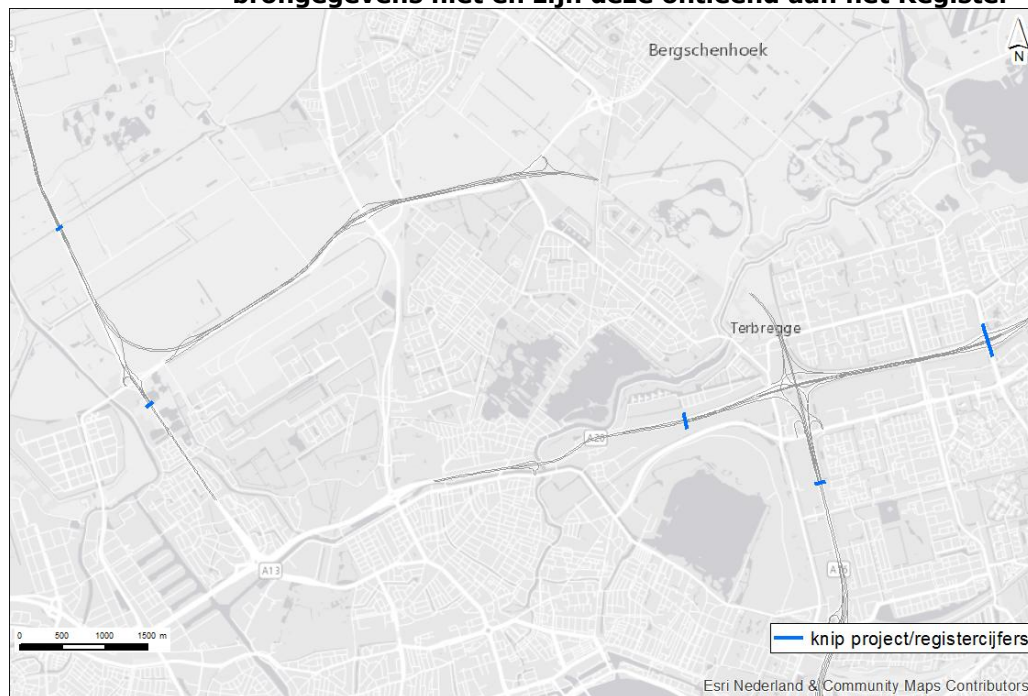 brongegevens niet en zijn deze ontleend aan het Register
Bergschenhoek
N
Terbregge
A20
A13
A16
0 500 1000 1500 m
knip project/registercijfers
Esri Nederland & Community Maps Contributors